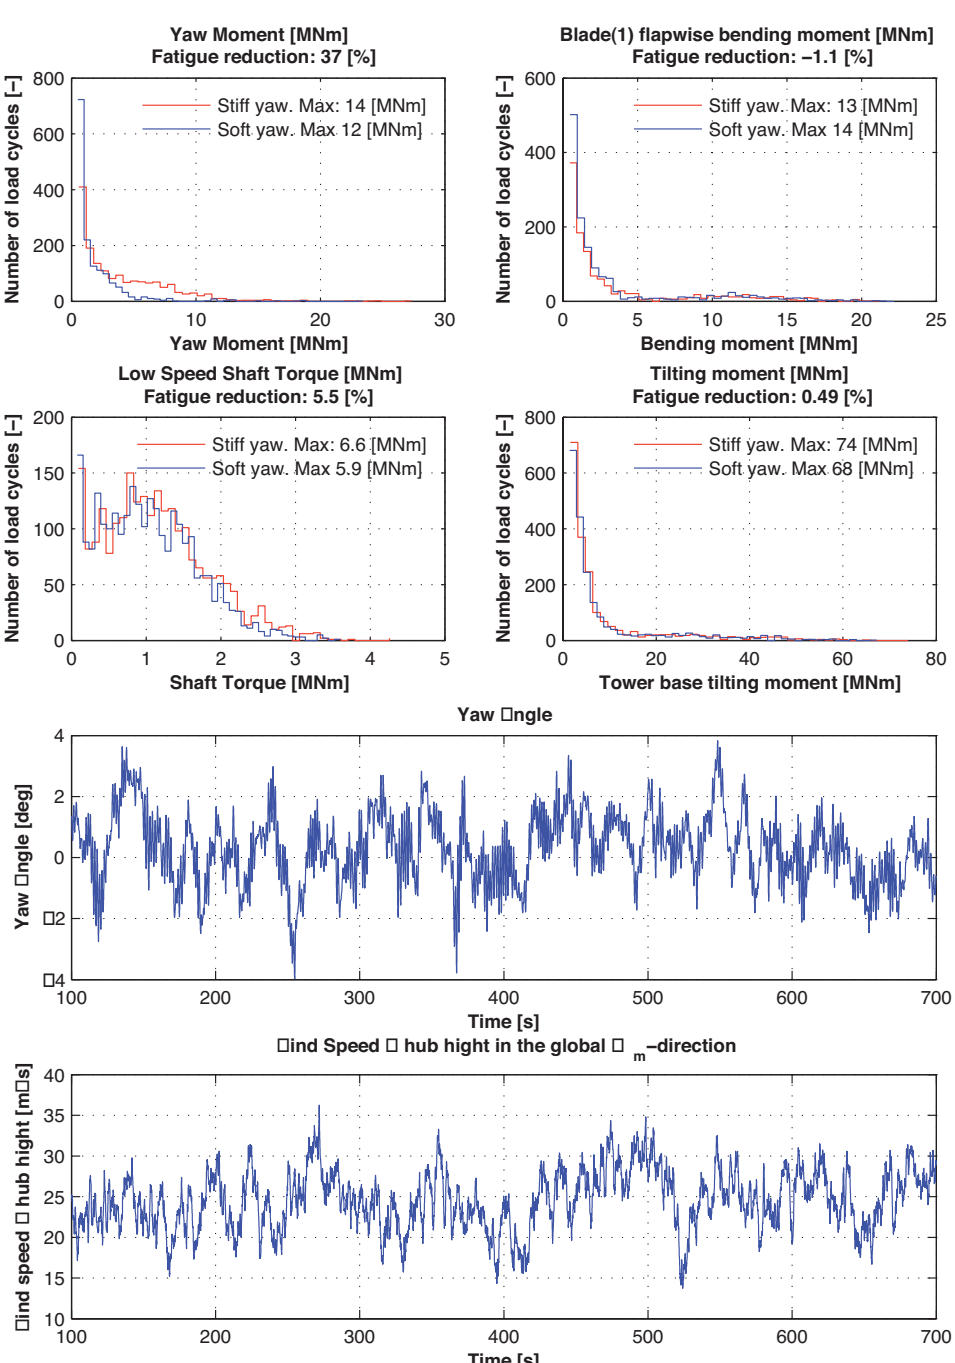 Yaw Moment [MNm]
Fatigue reduction: 37 [%]
800
600
400
200
0
0 10 20 30
Number of load cycles [−]
Stiff yaw. Max: 14 [MNm]
Soft yaw. Max 12 [MNm]
Yaw Moment [MNm]
Blade(1) flapwise bending moment [MNm]
Fatigue reduction: −1.1 [%]
600
400
200
0
0 5 10 15 20 25
Number of load cycles [−]
Stiff yaw. Max: 13 [MNm]
Soft yaw. Max 14 [MNm]
Bending moment [MNm]
Low Speed Shaft Torque [MNm]
Fatigue reduction: 5.5 [%]
200
150
100
50
0
0 1 2 3 4 5
Number of load cycles [−]
Stiff yaw. Max: 6.6 [MNm]
Soft yaw. Max 5.9 [MNm]
Shaft Torque [MNm]
Tilting moment [MNm]
Fatigue reduction: 0.49 [%]
800
600
400
200
0
0 20 40 60 80
Number of load cycles [−]
Stiff yaw. Max: 74 [MNm]
Soft yaw. Max 68 [MNm]
Tower base tilting moment [MNm]
Yaw □ngle
4
2
0
□2
□4
100 200 300 400 500 600 700
Yaw □ngle [deg]
Time [s]
□ind Speed □ hub hight in the global □ m−direction
40
35
30
25
20
15
10
100 200 300 400 500 600 700
□ind speed □ hub hight [m□s]
Time [s]